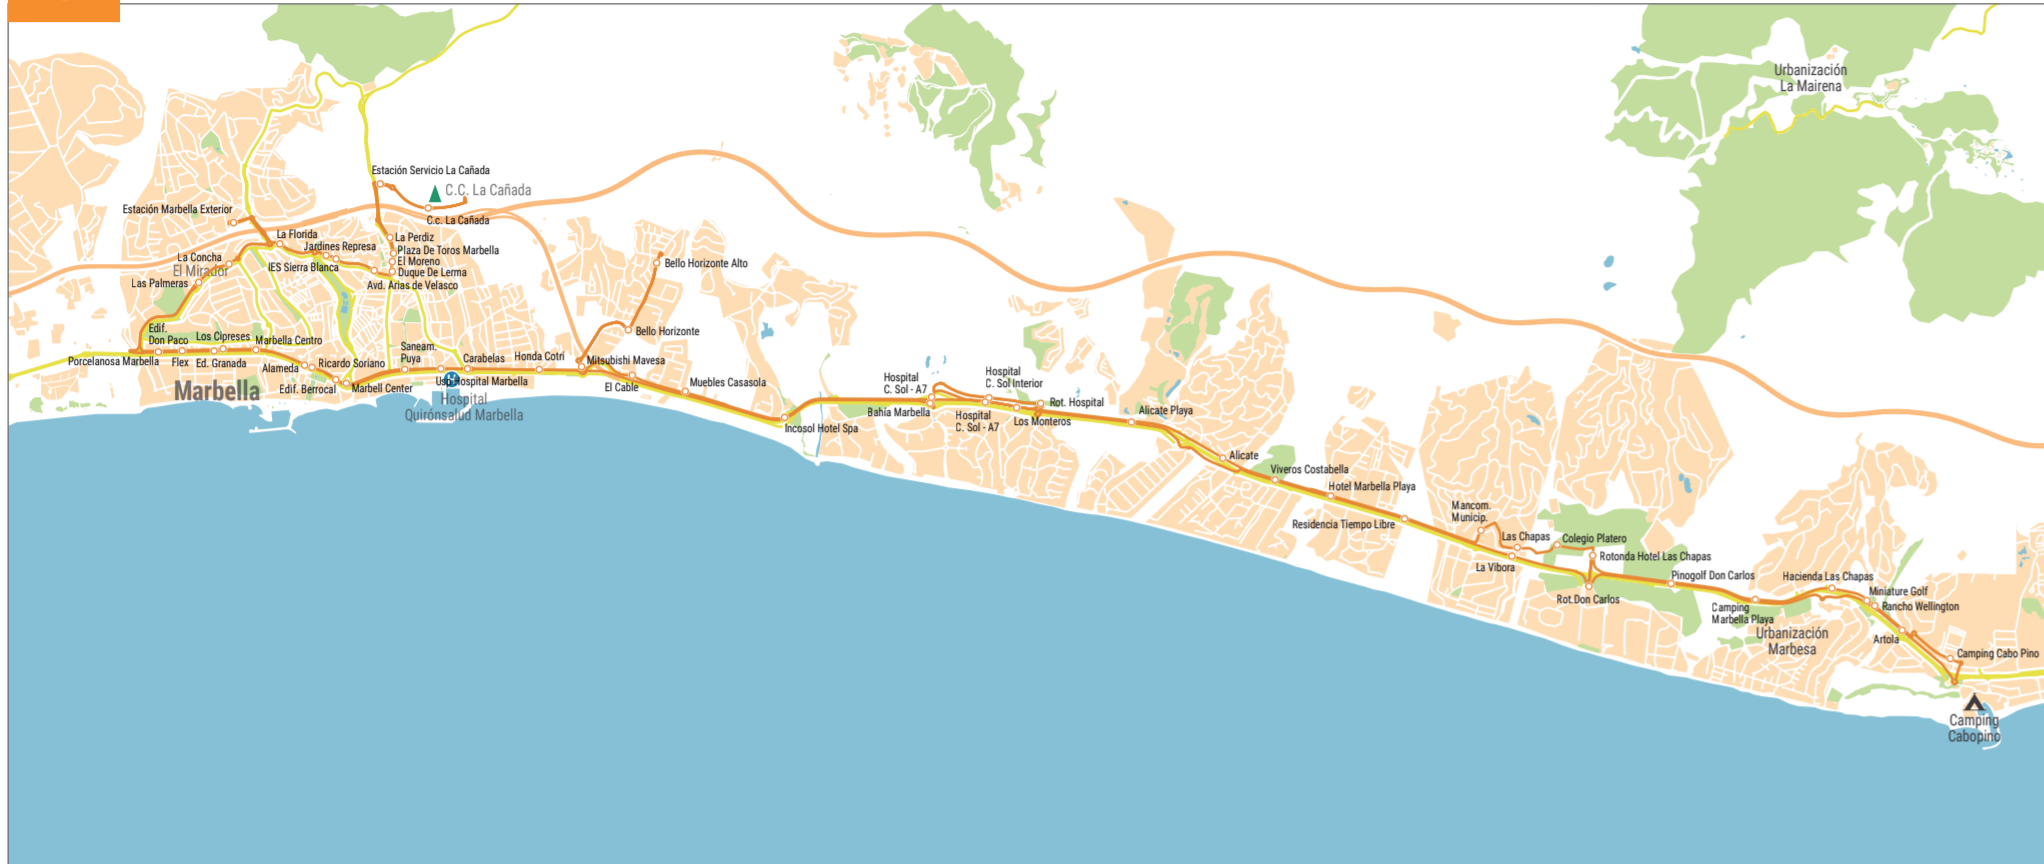 Urbanización
La Mairena
Estación Servicio La Cañada
C.C. La Cañada
Estación Marbella Exterior
C.c. La Cañada
La Florida
La Perdiz
Jardines Represa
Plaza De Toros Marbella
La Concha
El Moreno
El Mirador
IES Sierra Blanca
Duque De Lerma
Las Palmeras
Avd. Arias de Velasco
Bello Horizonte Alto
Bello Horizonte
Edif.
Don Paco
Los Cipreses
Marbella Centro
Saneam.
Puya
Porcelanosa Marbella
Flex
Ed. Granada
Alameda
Ricardo Soriano
Carabelas
Honda Cotri
Mitsubishi Mavesa
Marbella
Edif. Berrocal
Marbell Center
Usp Hospital Marbella
El Cable
Muebles Casasola
H
Hospital
Quirónsalud Marbella
Incosol Hotel Spa
Hospital
C. Sol - A7
Hospital
C. Sol Interior
Bahía Marbella
Hospital
C. Sol - A7
Rot. Hospital
Los Monteros
Alicate Playa
Alicate
Viveros Costabella
Hotel Marbella Playa
Residencia Tiempo Libre
Mancom.
Municip.
Las Chapas
Colegio Platero
La Vibora
Rotonda Hotel Las Chapas
Rot.Don Carlos
Pinogolf Don Carlos
Hacienda Las Chapas
Camping
Marbella Playa
Miniature Golf
Rancho Wellington
Urbanización
Marbesa
Artola
Camping Cabo Pino
Camping
Cabopino